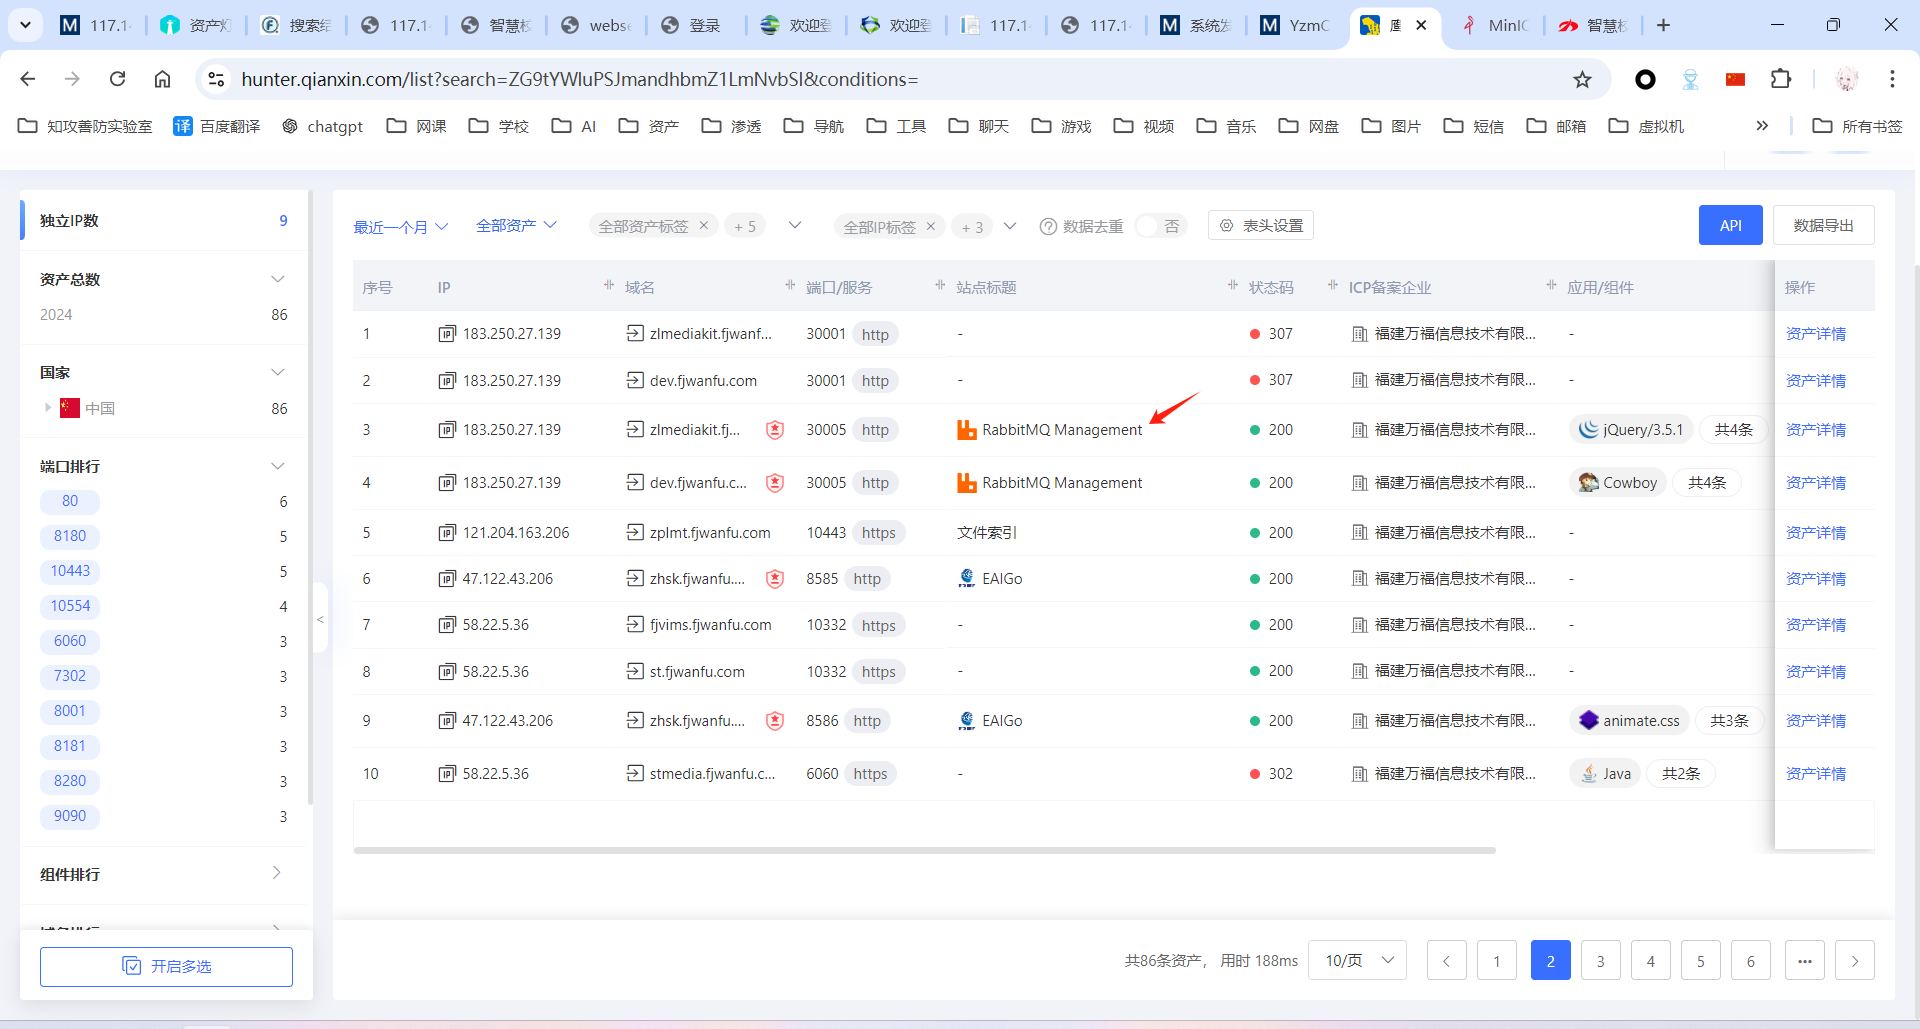 117.1 资产 搜索结 117.1 智慧 webs 登录 欢迎 欢迎 117.1 117.1 系统 YzmC MinIC 智慧
hunter.qianxin.com/list?search=ZG9tYWluPSJmandhbmZ1LmNvbSI&conditions=
知攻善防实验室 译 百度翻译 chatgpt 网课 学校 AI 资产 渗透 导航 工具 聊天 游戏 视频 音乐 网盘 图片 短信 邮箱 虚拟机 » 所有书签
独立IP数 9
资产总数
2024 86
国家
中国 86
端口排行
80 6
8180 5
10443 5
10554 4
6060 3
7302 3
8001 3
8181 3
8280 3
9090 3
组件排行
开启多选
最近一个月 全部资产 全部资产标签 × + 5 全部IP标签 × + 3 数据去重 否 表头设置 API 数据导出
序号 IP 域名 端口/服务 站点标题 状态码 ICP备案企业 应用/组件 操作
1 183.250.27.139 zlmediakit.fjwanf... 30001 http - 307 福建万福信息技术有限... - 资产详情
2 183.250.27.139 dev.fjwanfu.com 30001 http - 307 福建万福信息技术有限... - 资产详情
3 183.250.27.139 zlmediakit.fj... 30005 http RabbitMQ Management 200 福建万福信息技术有限... jQuery/3.5.1 共4条 资产详情
4 183.250.27.139 dev.fjwanfu.c... 30005 http RabbitMQ Management 200 福建万福信息技术有限... Cowboy 共4条 资产详情
5 121.204.163.206 zplmt.fjwanfu.com 10443 https 文件索引 200 福建万福信息技术有限... - 资产详情
6 47.122.43.206 zhsk.fjwanfu.... 8585 http EAIGo 200 福建万福信息技术有限... - 资产详情
7 58.22.5.36 fjvims.fjwanfu.com 10332 https - 200 福建万福信息技术有限... - 资产详情
8 58.22.5.36 st.fjwanfu.com 10332 https - 200 福建万福信息技术有限... - 资产详情
9 47.122.43.206 zhsk.fjwanfu.... 8586 http EAIGo 200 福建万福信息技术有限... animate.css 共3条 资产详情
10 58.22.5.36 stmedia.fjwanfu.c... 6060 https - 302 福建万福信息技术有限... Java 共2条 资产详情
共86条资产， 用时 188ms 10/页 < 1 2 3 4 5 6 ••• >